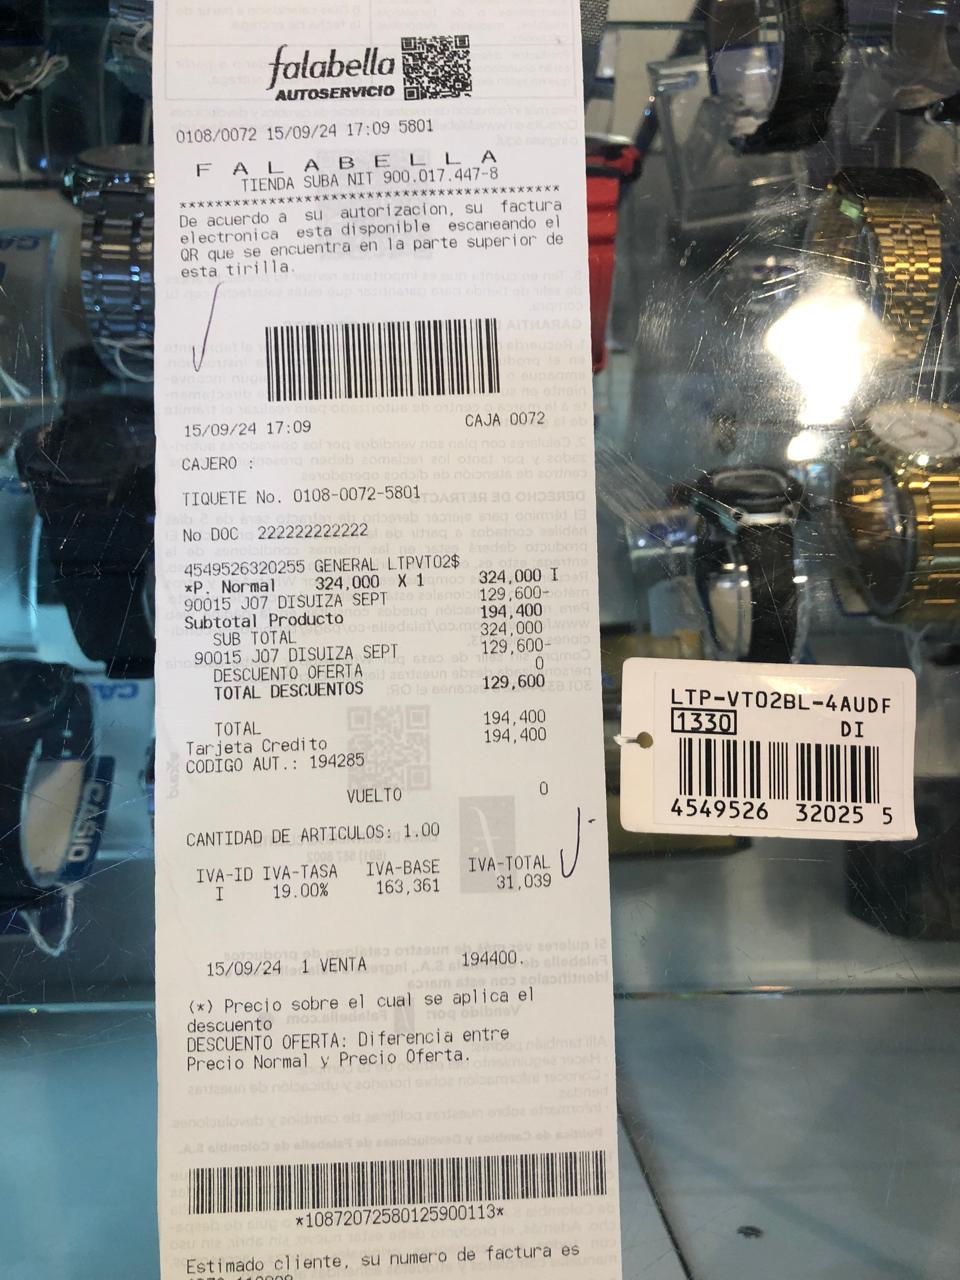 falabella
AUTOSERVICIO
0108/0072 15/09/24 17:09 5801
F A L A B E L L A
TIENDA SUBA NIT 900.017.447-8
*****************************************
De acuerdo a su autorizacion, su factura
electronica esta disponible escaneando el
QR que se encuentra en la parte superior de
esta tirilla.
15/09/24 17:09 CAJA 0072
CAJERO :
TIQUETE No. 0108-0072-5801
No DOC 222222222222
4549526320255 GENERAL LTPVT02$
*P. Normal 324,000 X 1 324,000 I
90015 J07 DISUIZA SEPT 129,600-
Subtotal Producto 194,400
SUB TOTAL 324,000
90015 J07 DISUIZA SEPT 129,600-
DESCUENTO OFERTA 0
TOTAL DESCUENTOS 129,600
TOTAL 194,400
Tarjeta Credito 194,400
CODIGO AUT.: 194285
VUELTO 0
CANTIDAD DE ARTICULOS: 1.00
IVA-ID IVA-TASA IVA-BASE IVA-TOTAL
I 19.00% 163,361 31,039
15/09/24 1 VENTA 194400.
(*) Precio sobre el cual se aplica el
descuento
DESCUENTO OFERTA: Diferencia entre
Precio Normal y Precio Oferta.
*10872072580125900113*
Estimado cliente, su numero de factura es
LTP-VT02BL-4AUDF
1330 DI
4549526 32025 5
CASIO